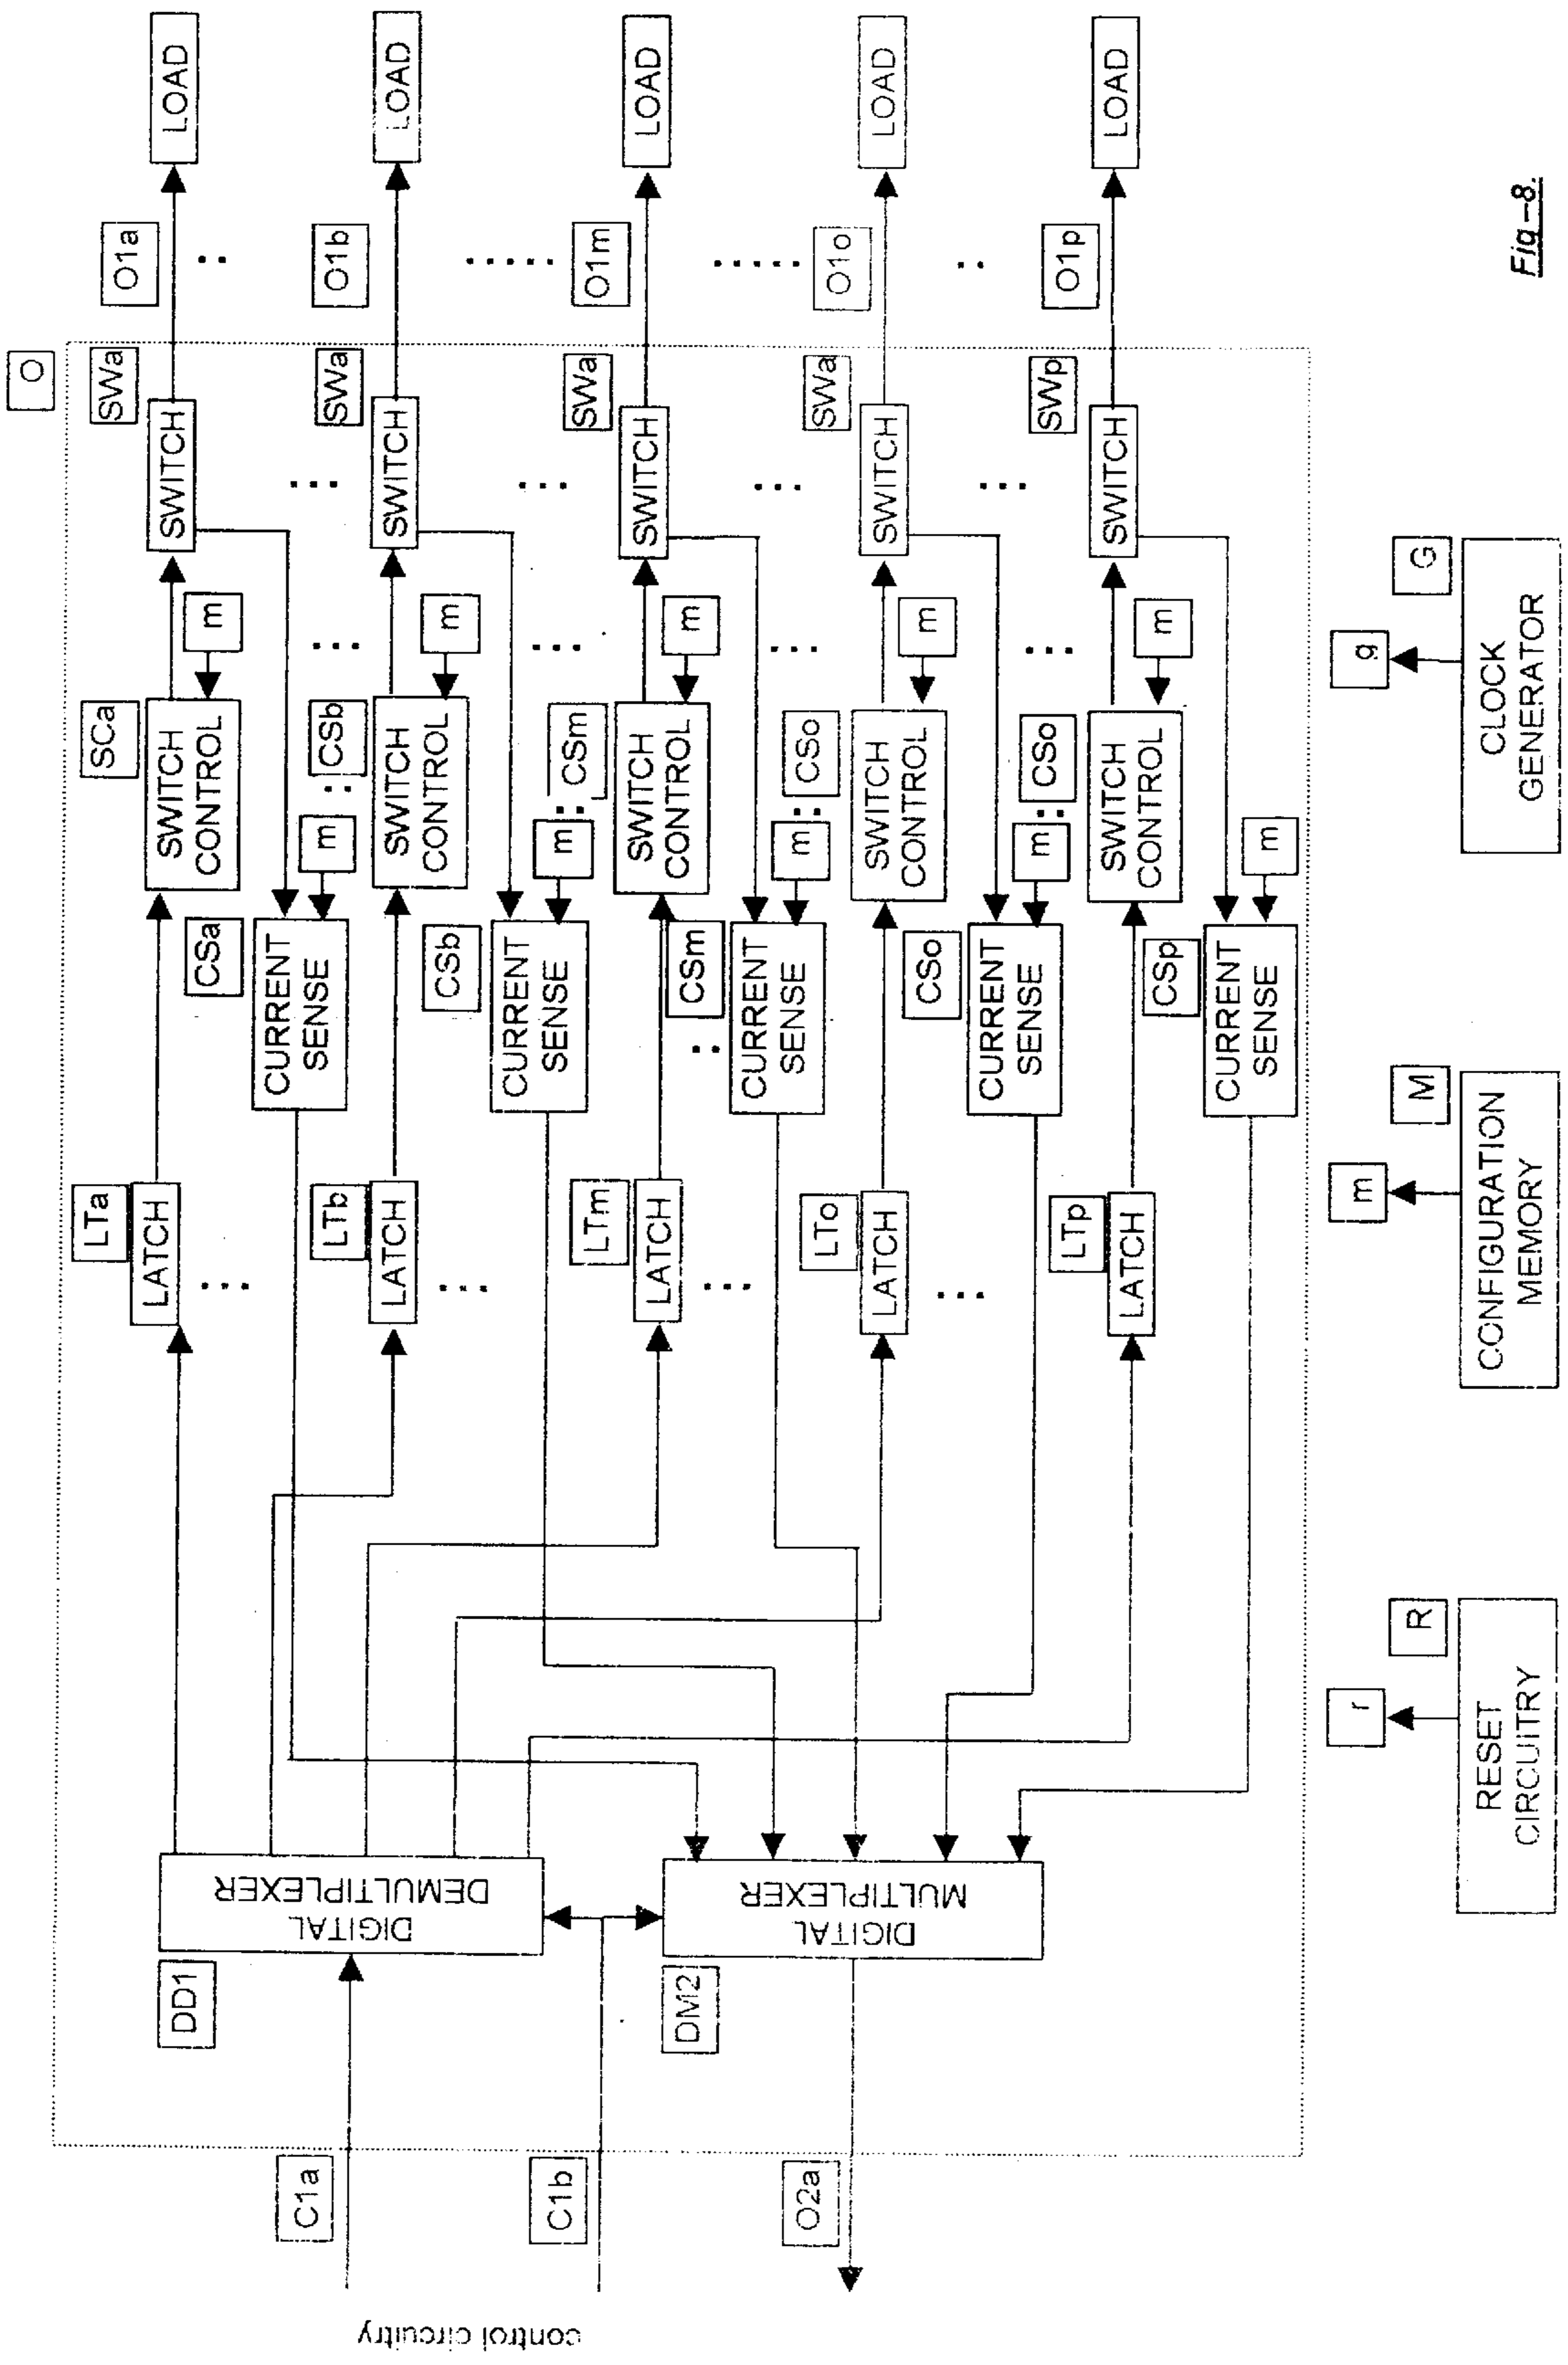 O
SWa
O1a
LOAD
SCa
SWITCH
m
SWITCH
CONTROL
LTa
LATCH
CSa
CURRENT
SENSE
m
SWa
O1b
LOAD
CSb
SWITCH
m
SWITCH
CONTROL
LTb
LATCH
CSb
CURRENT
SENSE
m
SWa
O1m
LOAD
CSm
SWITCH
m
SWITCH
CONTROL
LTm
LATCH
CSm
CURRENT
SENSE
m
SWa
O1o
LOAD
CSo
SWITCH
m
SWITCH
CONTROL
LTo
LATCH
CSo
CURRENT
SENSE
m
SWp
O1p
LOAD
CSo
SWITCH
m
SWITCH
CONTROL
LTp
LATCH
CSp
CURRENT
SENSE
m
DD1
DIGITAL
DEMULTIPLEXER
DM2
DIGITAL
MULTIPLEXER
C1a
C1b
O2a
control circuitry
r
R
RESET
CIRCUITRY
m
M
CONFIGURATION
MEMORY
g
G
CLOCK
GENERATOR
Fig-8.